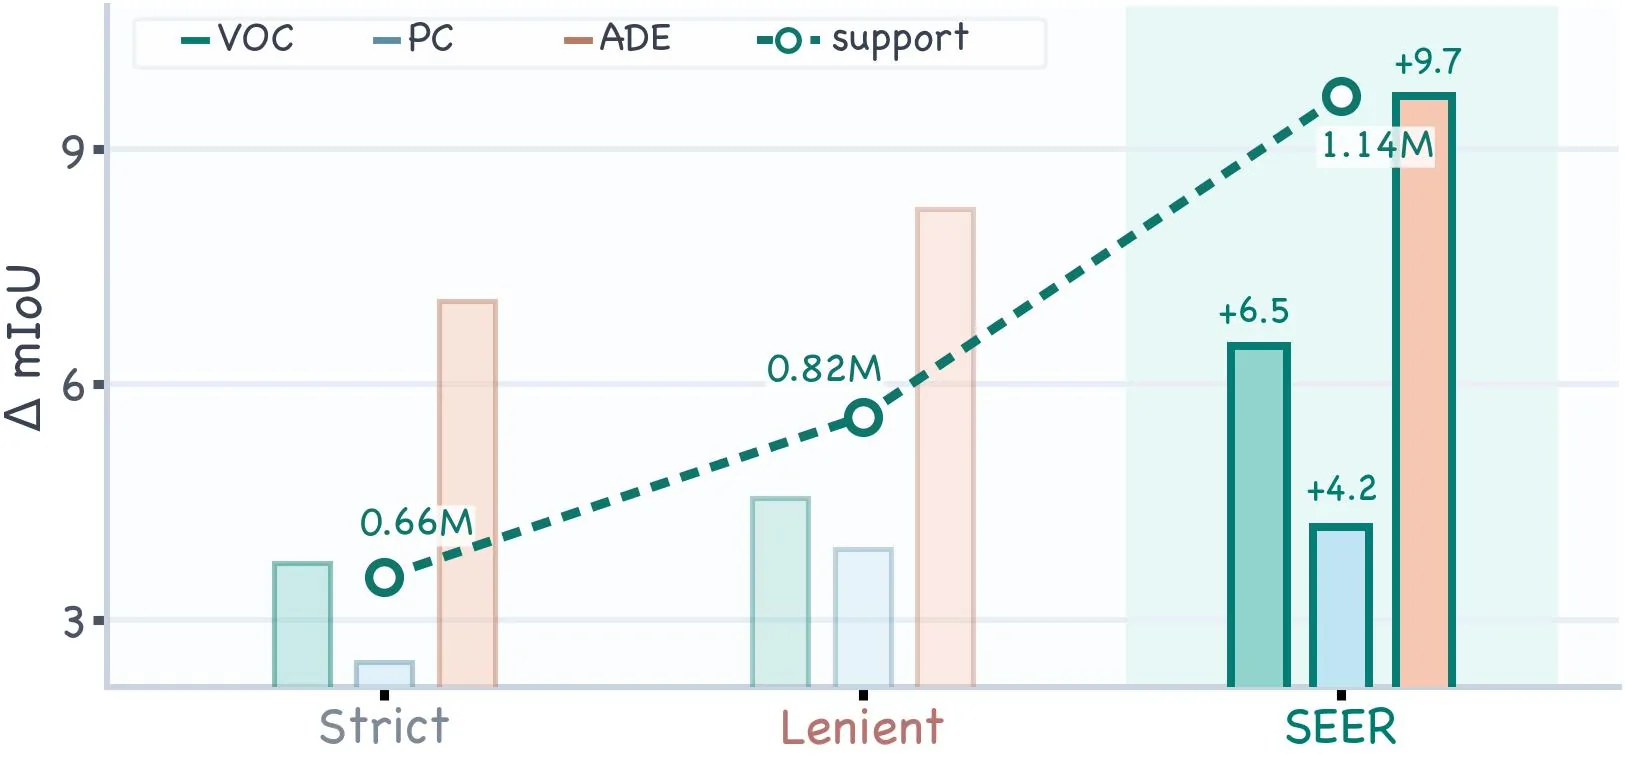 VOC PC ADE support
+9.7
1.14M
9
+6.5
0.82M
6
+4.2
0.66M
3
Δ mIoU
Strict Lenient SEER